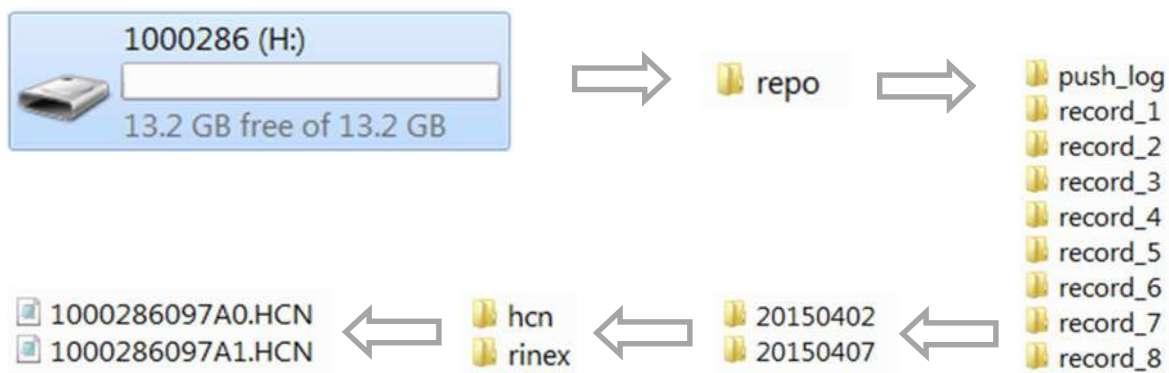 1000286 (H:)
13.2 GB free of 13.2 GB
repo
push_log
record_1
record_2
record_3
record_4
record_5
record_6
record_7
record_8
20150402
20150407
hcn
rinex
1000286097A0.HCN
1000286097A1.HCN